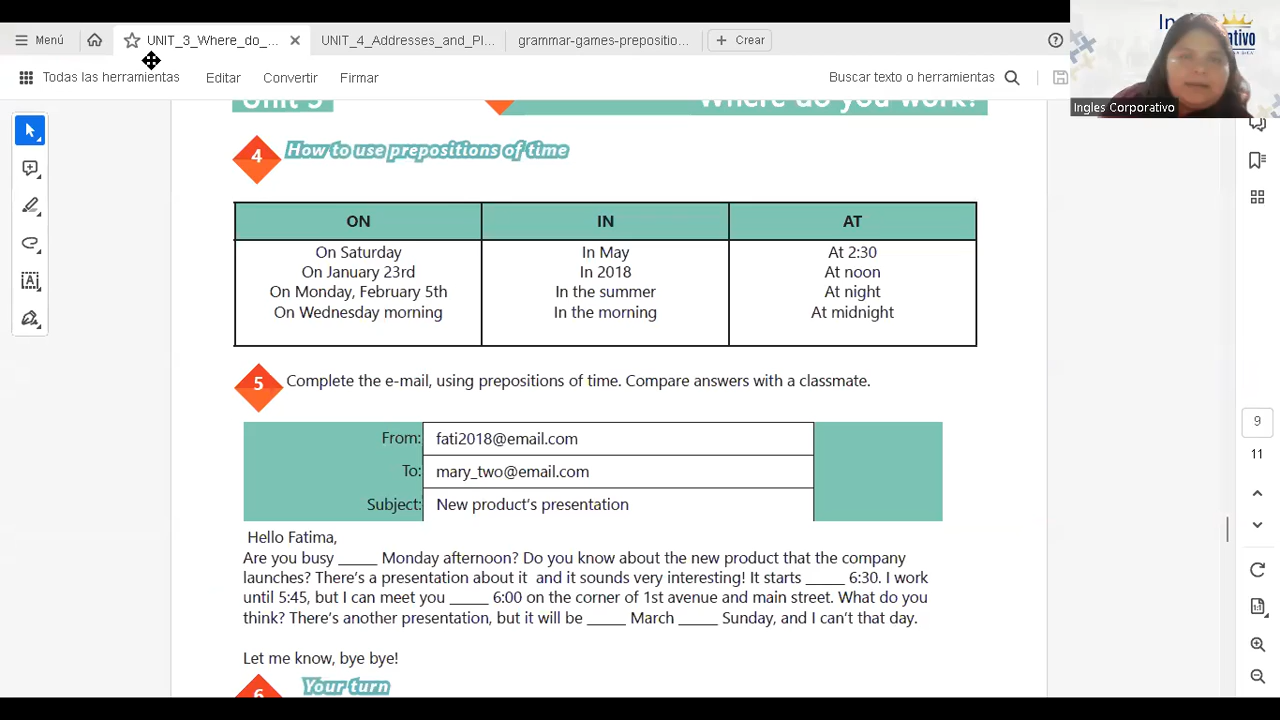 Menú
UNIT_3_Where_do_...
UNIT_4_Addresses_and_Pl...
grammar-games-prepositio...
Crear
Todas las herramientas
Editar
Convertir
Firmar
Buscar texto o herramientas
Ingles Corporativo
Unit 3
Where do you work?
4
How to use prepositions of time
ON IN AT
On Saturday In May At 2:30
On January 23rd In 2018 At noon
On Monday, February 5th In the summer At night
On Wednesday morning In the morning At midnight
5
Complete the e-mail, using prepositions of time. Compare answers with a classmate.
From: fati2018@email.com
To: mary_two@email.com
Subject: New product's presentation
Hello Fatima,
Are you busy _____ Monday afternoon? Do you know about the new product that the company
launches? There's a presentation about it and it sounds very interesting! It starts _____ 6:30. I work
until 5:45, but I can meet you _____ 6:00 on the corner of 1st avenue and main street. What do you
think? There's another presentation, but it will be _____ March _____ Sunday, and I can't that day.
Let me know, bye bye!
6
Your turn
9
11